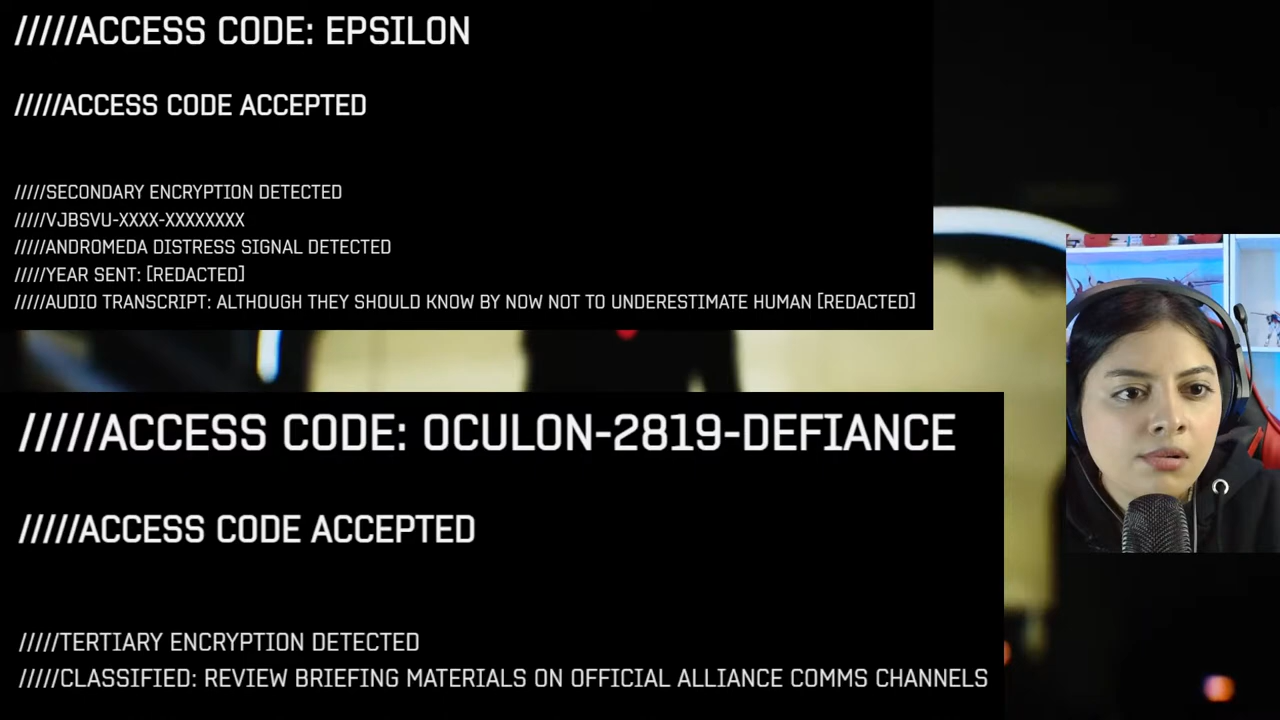 /////ACCESS CODE: EPSILON
/////ACCESS CODE ACCEPTED
/////SECONDARY ENCRYPTION DETECTED
/////VJBSVU-XXXX-XXXXXXXX
/////ANDROMEDA DISTRESS SIGNAL DETECTED
/////YEAR SENT: [REDACTED]
/////AUDIO TRANSCRIPT: ALTHOUGH THEY SHOULD KNOW BY NOW NOT TO UNDERESTIMATE HUMAN [REDACTED]
/////ACCESS CODE: OCULON-2819-DEFIANCE
/////ACCESS CODE ACCEPTED
/////TERTIARY ENCRYPTION DETECTED
/////CLASSIFIED: REVIEW BRIEFING MATERIALS ON OFFICIAL ALLIANCE COMMS CHANNELS